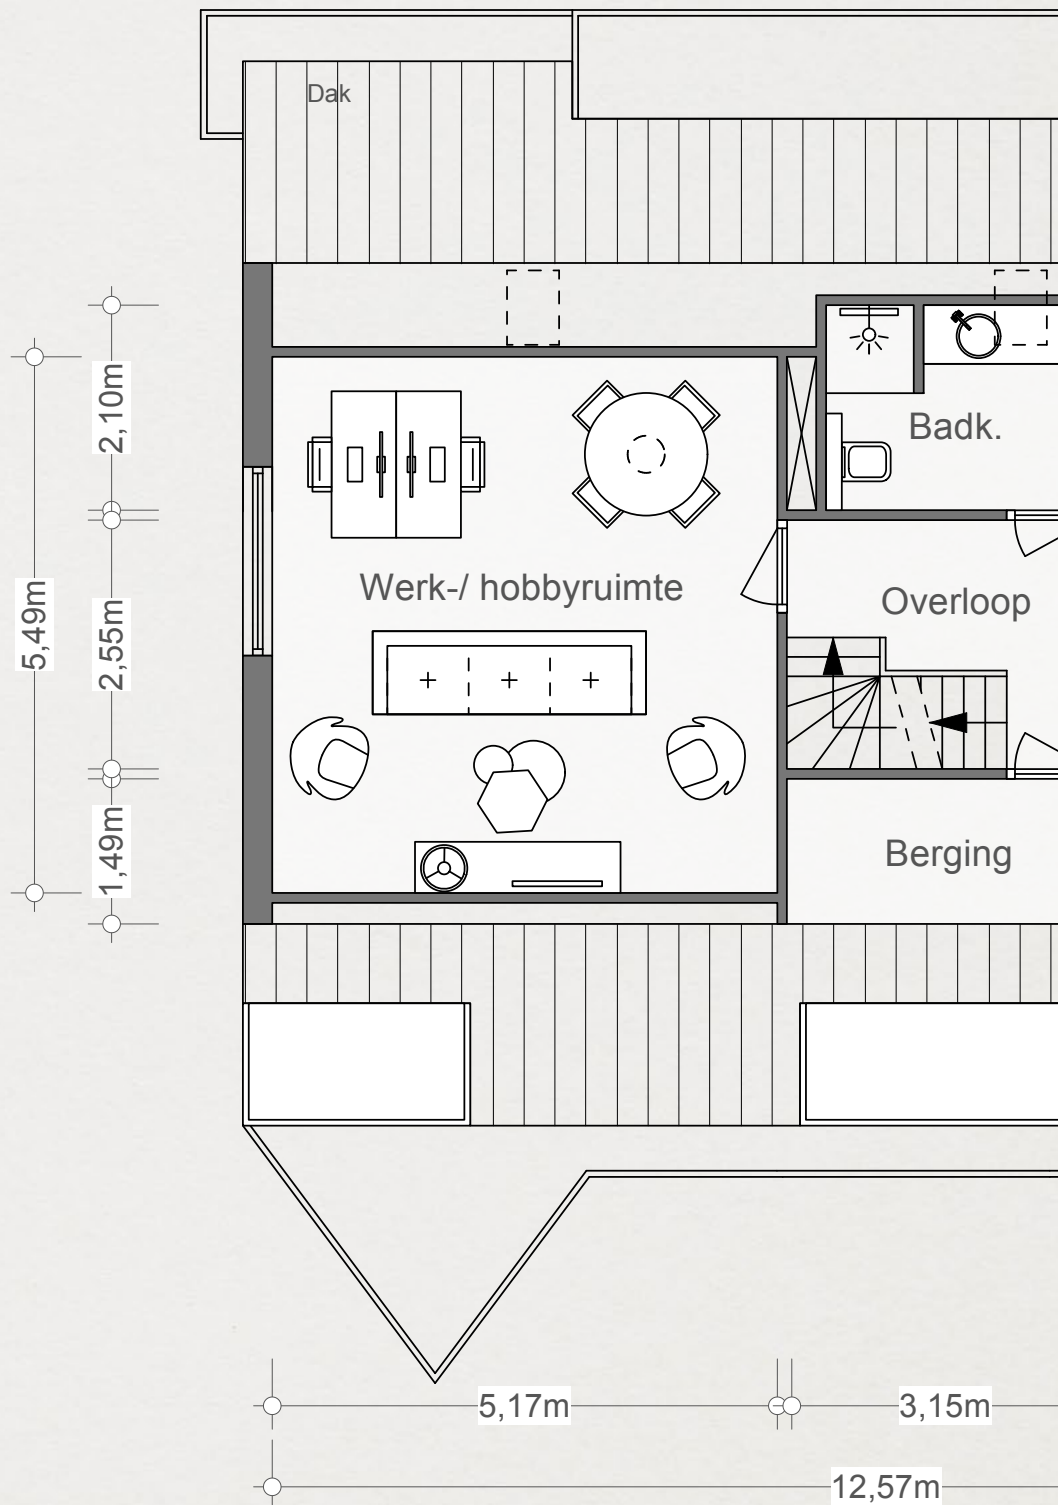 Dak
2,10m
Badk.
Werk-/ hobbyruimte
Overloop
5,49m
2,55m
1,49m
Berging
5,17m
3,15m
12,57m